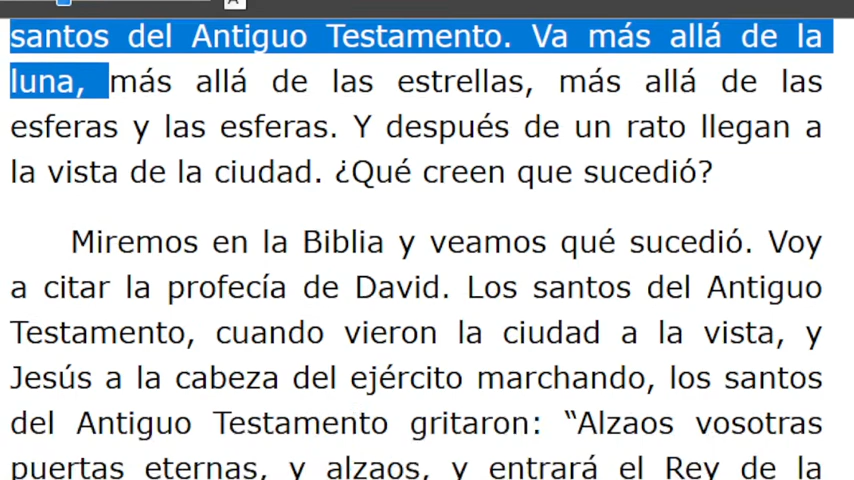 santos del Antiguo Testamento. Va más allá de la
luna, más allá de las estrellas, más allá de las
esferas y las esferas. Y después de un rato llegan a
la vista de la ciudad. ¿Qué creen que sucedió?
Miremos en la Biblia y veamos qué sucedió. Voy
a citar la profecía de David. Los santos del Antiguo
Testamento, cuando vieron la ciudad a la vista, y
Jesús a la cabeza del ejército marchando, los santos
del Antiguo Testamento gritaron: “Alzaos vosotras
puertas eternas, y alzaos, y entrará el Rey de la